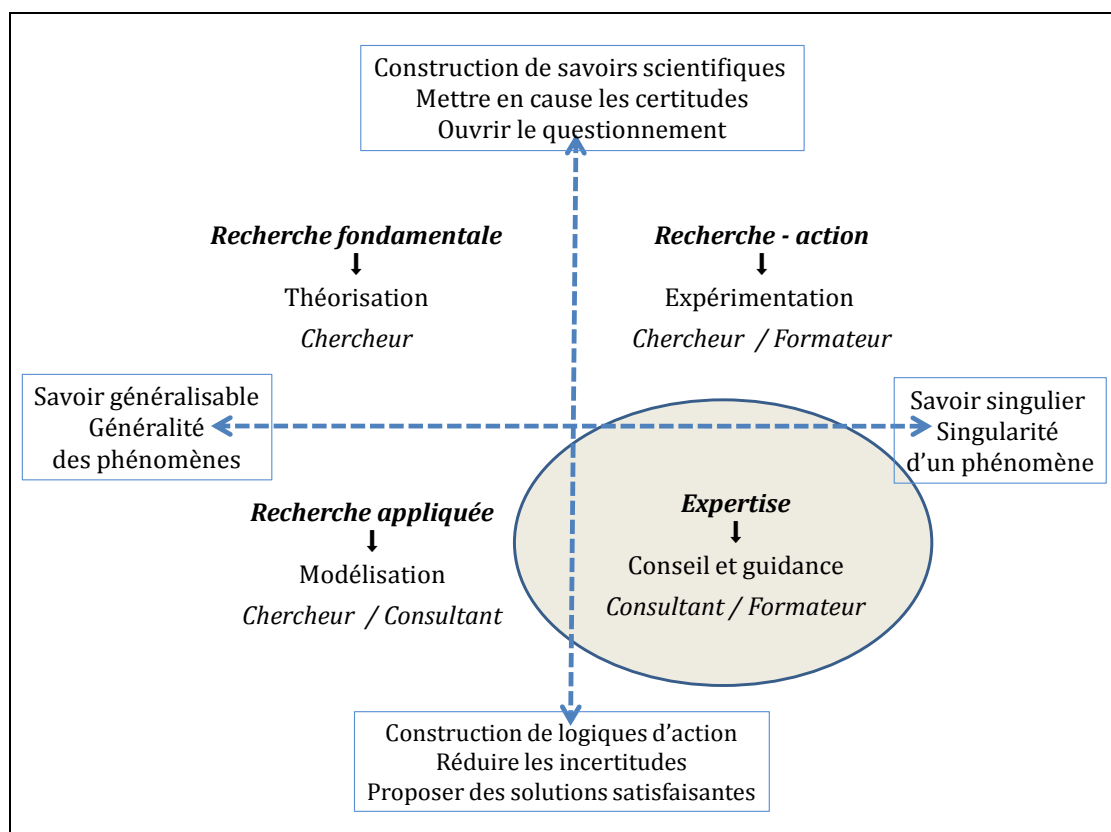 Construction de savoirs scientifiques
Mettre en cause les certitudes
Ouvrir le questionnement
Recherche fondamentale
Théorisation
Chercheur
Recherche - action
Expérimentation
Chercheur / Formateur
Savoir généralisable
Généralité
des phénomènes
Savoir singulier
Singularité
d'un phénomène
Recherche appliquée
Modélisation
Chercheur / Consultant
Expertise
Conseil et guidance
Consultant / Formateur
Construction de logiques d'action
Réduire les incertitudes
Proposer des solutions satisfaisantes